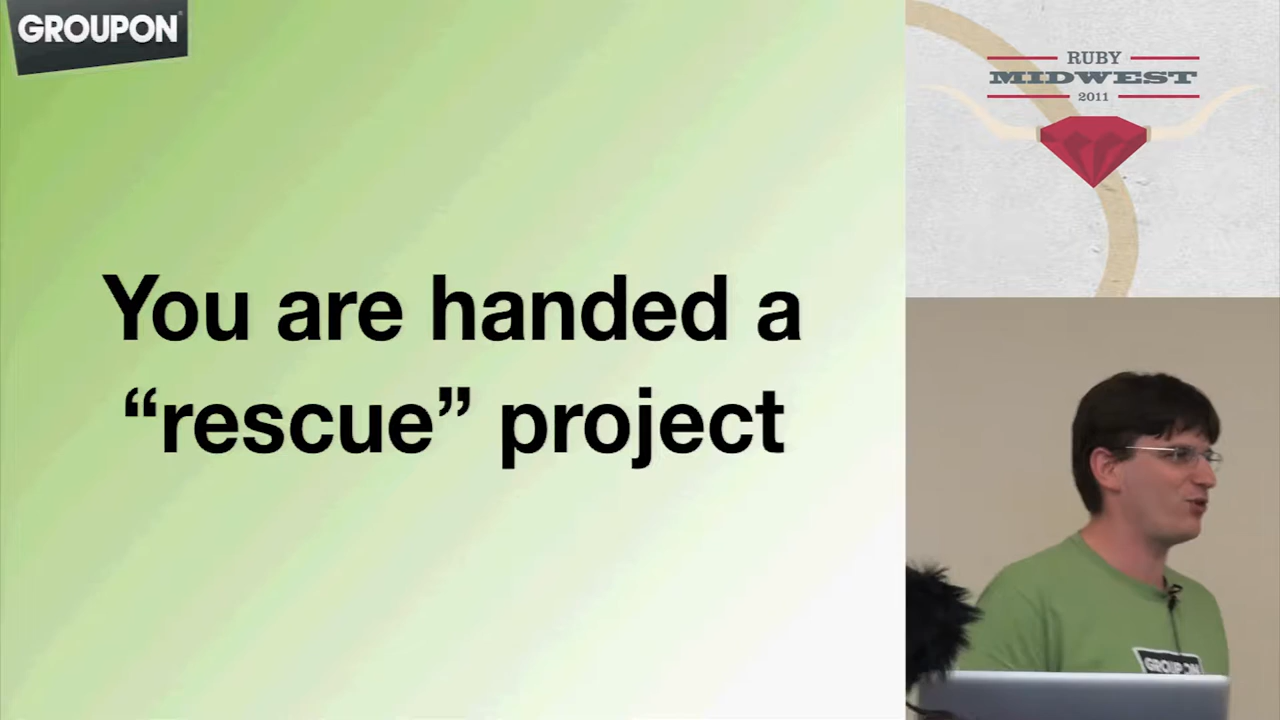 GROUPON
You are handed a
“rescue” project
RUBY
MIDWEST
2011
GROUPON